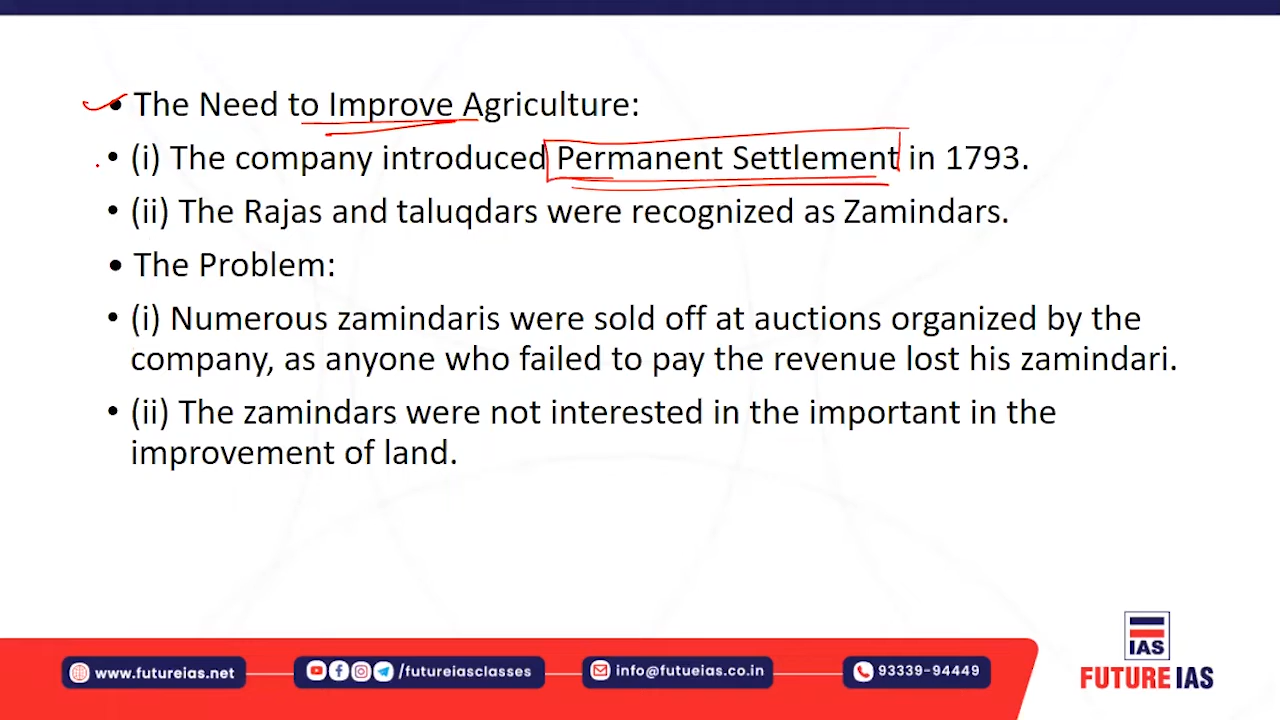 • The Need to Improve Agriculture:
• (i) The company introduced Permanent Settlement in 1793.
• (ii) The Rajas and taluqdars were recognized as Zamindars.
• The Problem:
• (i) Numerous zamindaris were sold off at auctions organized by the
company, as anyone who failed to pay the revenue lost his zamindari.
• (ii) The zamindars were not interested in the important in the
improvement of land.
IAS
FUTURE IAS
www.futureias.net
/futureiasclasses
info@futueias.co.in
93339-94449